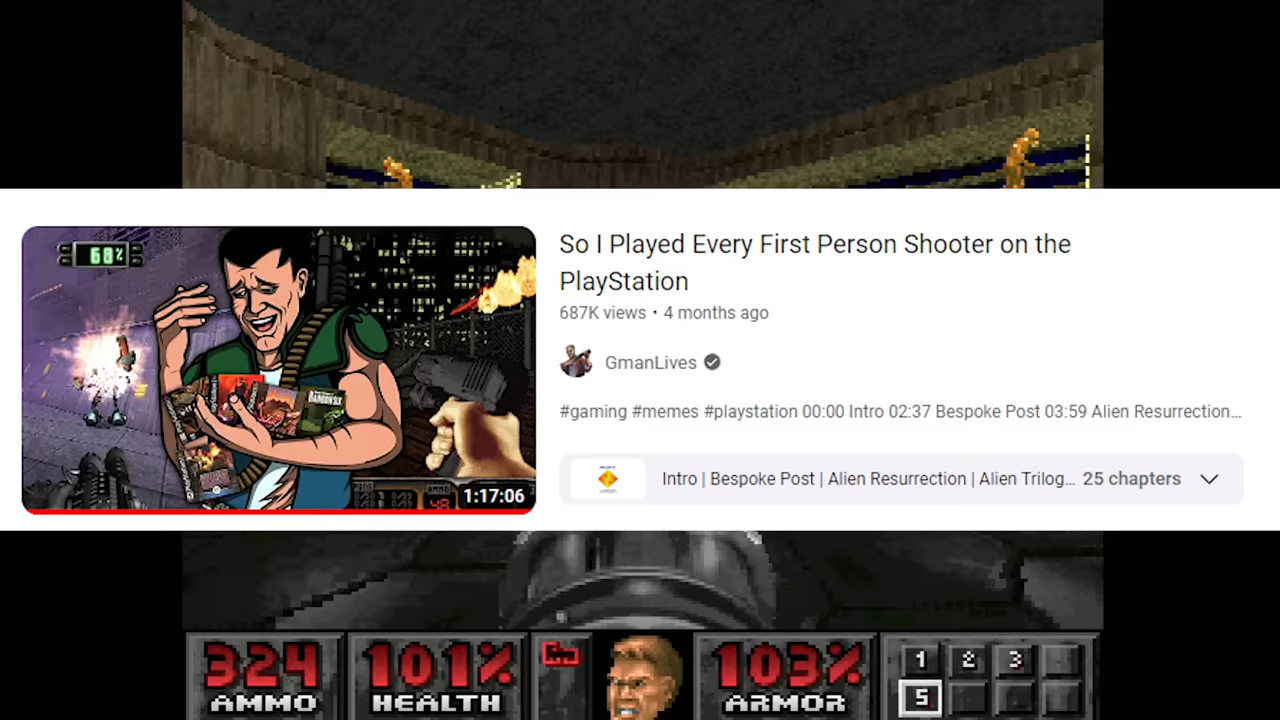 68%
So I Played Every First Person Shooter on the
PlayStation
687K views • 4 months ago
GmanLives
#gaming #memes #playstation 00:00 Intro 02:37 Bespoke Post 03:59 Alien Resurrection...
1:17:06
Intro | Bespoke Post | Alien Resurrection | Alien Trilog... 25 chapters
324 101% 103% 1 2 3
AMMO HEALTH ARMOR 5